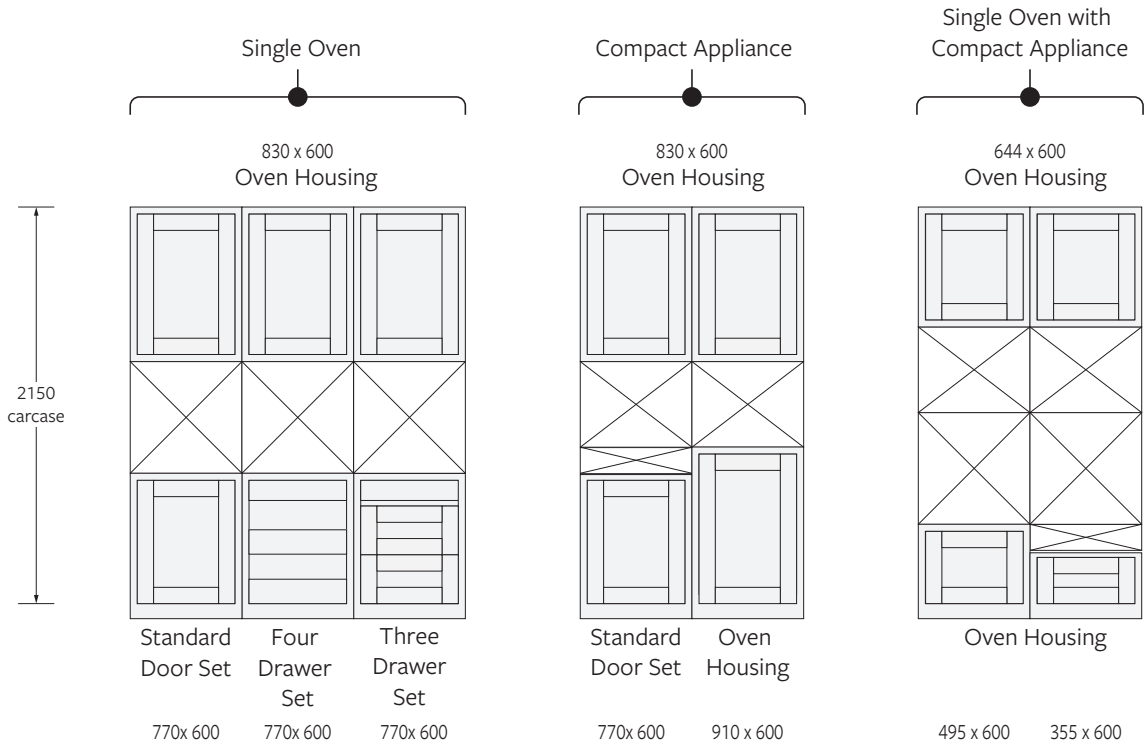 Single Oven
Compact Appliance
Single Oven with
Compact Appliance
830 x 600
Oven Housing
830 x 600
Oven Housing
644 x 600
Oven Housing
2150
carcase
Standard
Door Set
Four
Drawer
Set
Three
Drawer
Set
Standard
Door Set
Oven
Housing
Oven Housing
770x 600
770x 600
770x 600
770x 600
910 x 600
495 x 600
355 x 600